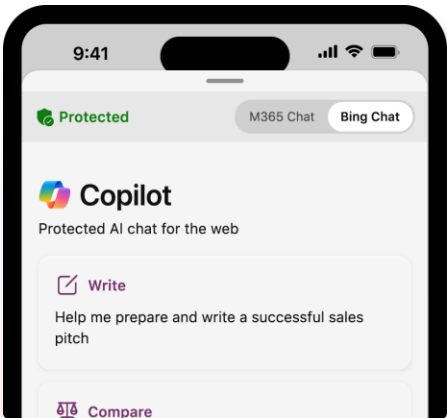 9:41
Protected
M365 Chat
Bing Chat
Copilot
Protected AI chat for the web
Write
Help me prepare and write a successful sales
pitch
Compare